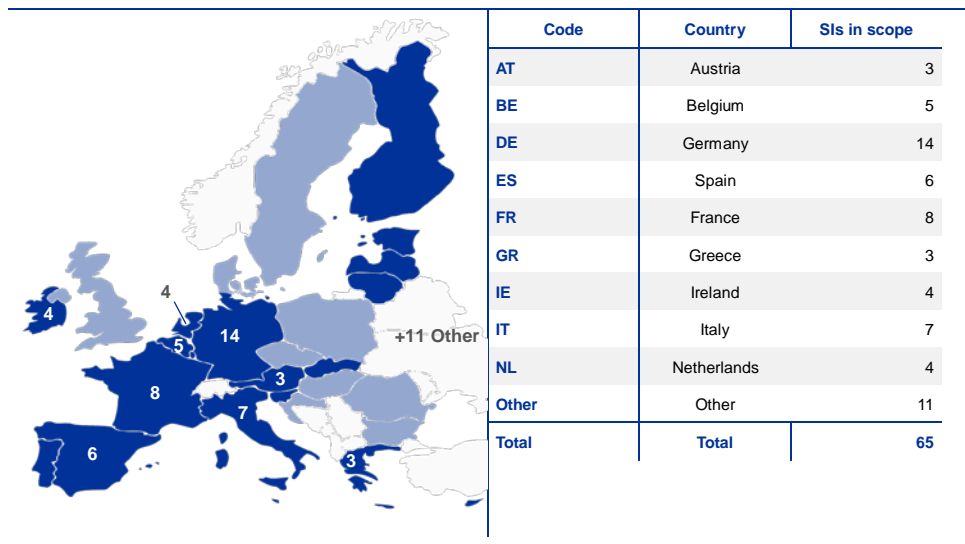 4
4
5
14
+11 Other
3
8
7
6
3
Code Country SIs in scope
AT Austria 3
BE Belgium 5
DE Germany 14
ES Spain 6
FR France 8
GR Greece 3
IE Ireland 4
IT Italy 7
NL Netherlands 4
Other Other 11
Total Total 65